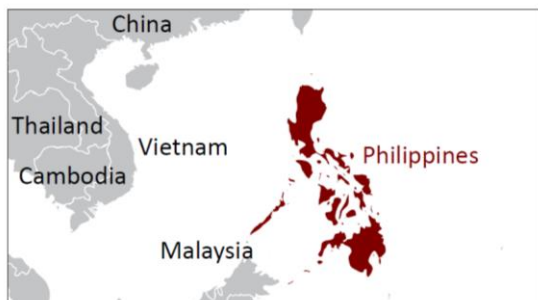 China
Thailand
Vietnam
Philippines
Cambodia
Malaysia